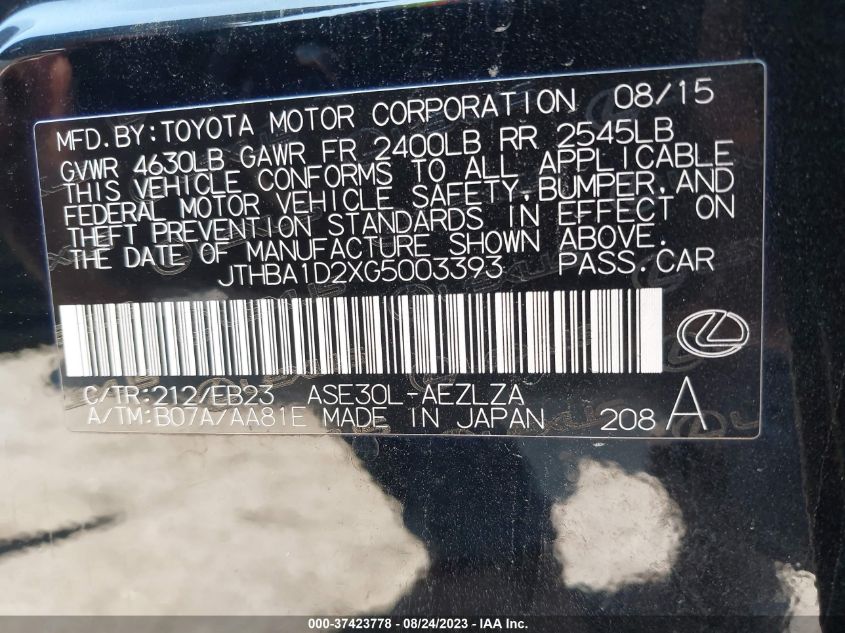 MFD.BY:TOYOTA MOTOR CORPORATION 08/15
GVWR 4630LB GAWR FR 2400LB RR 2545LB
THIS VEHICLE CONFORMS TO ALL APPLICABLE
FEDERAL MOTOR VEHICLE SAFETY,BUMPER,AND
THEFT PREVENTION STANDARDS IN EFFECT ON
THE DATE OF MANUFACTURE SHOWN ABOVE.
JTHBA1D2XG5003393 PASS.CAR
C/TR:212/EB23 ASE30L-AEZLZA
A/TM:B07A/AA81E MADE IN JAPAN 208 A
000-37423778 - 08/24/2023 - IAA Inc.